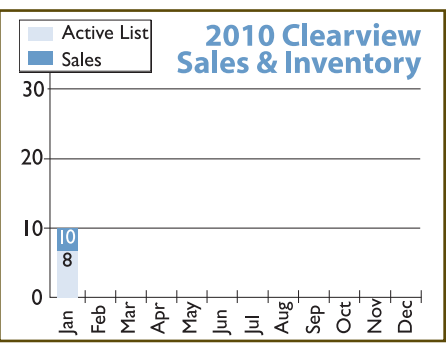 Active List
Sales
2010 Clearview
Sales & Inventory
30
20
10
0
10
8
Jan
Feb
Mar
Apr
May
Jun
Jul
Aug
Sep
Oct
Nov
Dec